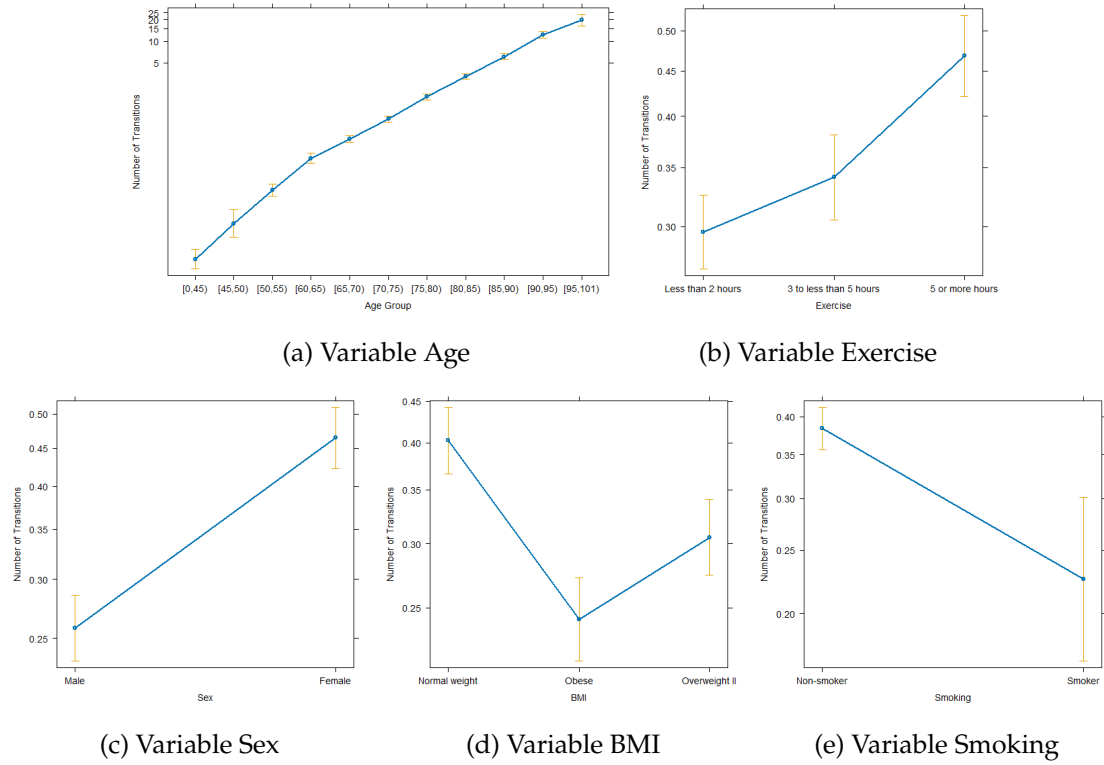 25
20
15
10
5
Number of Transitions
[0,45) [45,50) [50,55) [60,65) [65,70) [70,75) [75,80) [80,85) [85,90) [90,95) [95,101)
Age Group
(a) Variable Age
0.50
0.45
0.40
0.35
0.30
Number of Transitions
Less than 2 hours 3 to less than 5 hours 5 or more hours
Exercise
(b) Variable Exercise
0.50
0.45
0.40
0.35
0.30
0.25
Number of Transitions
Male Female
Sex
(c) Variable Sex
0.45
0.40
0.35
0.30
0.25
Number of Transitions
Normal weight Obese Overweight II
BMI
(d) Variable BMI
0.40
0.35
0.30
0.25
0.20
Number of Transitions
Non-smoker Smoker
Smoking
(e) Variable Smoking